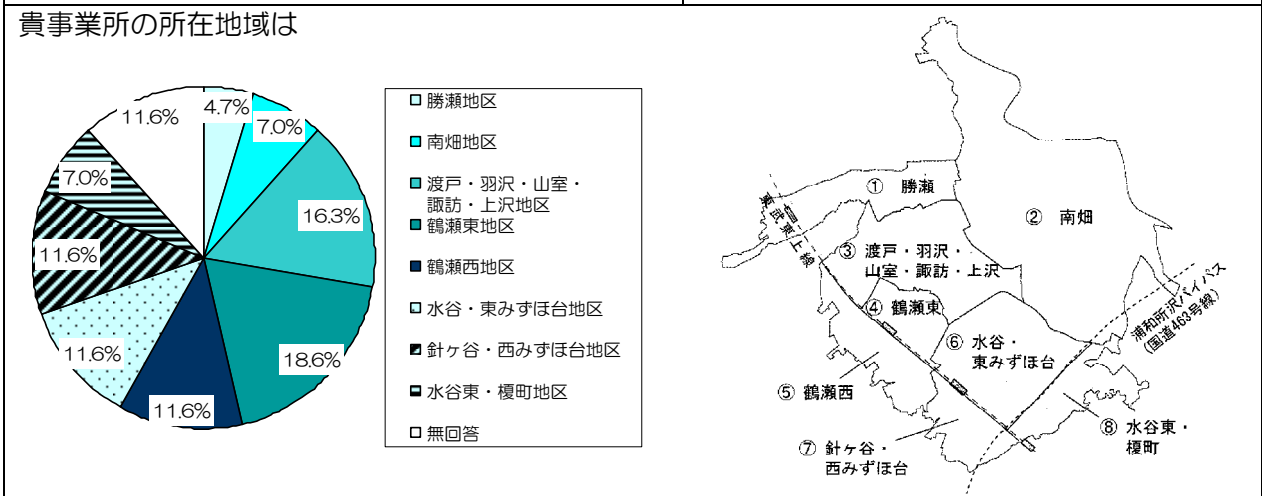 貴事業所の所在地域は
4.7%
7.0%
16.3%
18.6%
11.6%
11.6%
11.6%
7.0%
11.6%
勝瀬地区
南畑地区
渡戸・羽沢・山室・
諏訪・上沢地区
鶴瀬東地区
鶴瀬西地区
水谷・東みずほ台地区
針ヶ谷・西みずほ台地区
水谷東・榎町地区
無回答
① 勝瀬
② 南畑
東武東上線
③ 渡戸・羽沢・
山室・諏訪・上沢
④ 鶴瀬東
浦和所沢バイパス
(国道463号線)
⑥ 水谷・
東みずほ台
⑤ 鶴瀬西
⑧ 水谷東・
榎町
⑦ 針ヶ谷・
西みずほ台